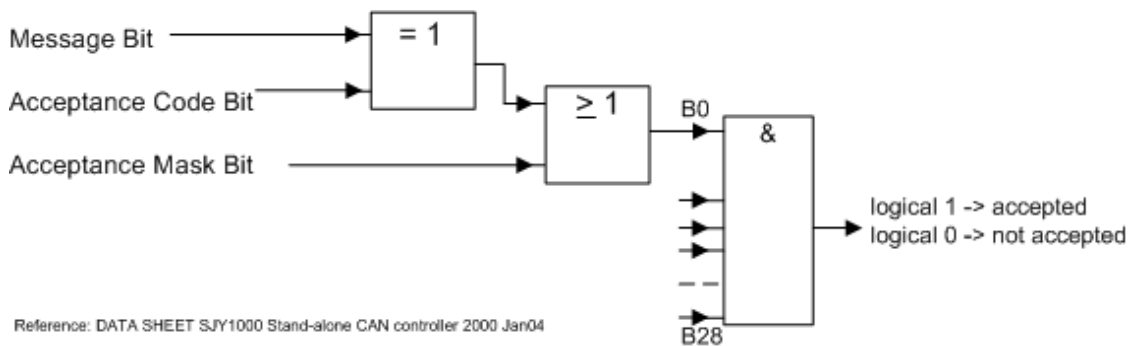 Message Bit
= 1
Acceptance Code Bit
≥ 1
B0
&
Acceptance Mask Bit
logical 1 -> accepted
logical 0 -> not accepted
B28
Reference: DATA SHEET SJY1000 Stand-alone CAN controller 2000 Jan04